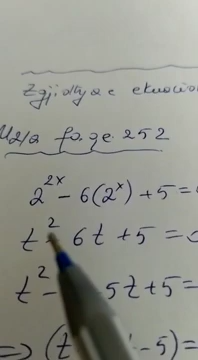 Zgjidhja e ekuacio
faqe 252
2^{2x} - 6(2^x) + 5 =
t^2 6t + 5 =
t^2 - 5t + 5 =
=> (t - 5) =